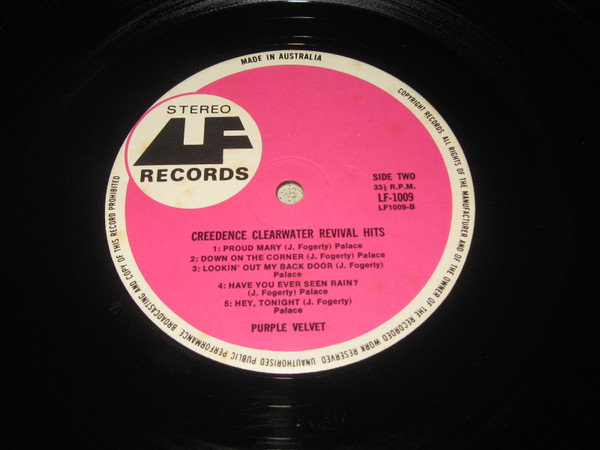 MADE IN AUSTRALIA
STEREO
LF
RECORDS
SIDE TWO
33⅓ R.P.M.
LF-1009
LF1009-B
CREEDENCE CLEARWATER REVIVAL HITS
1: PROUD MARY (J. Fogerty) Palace
2: DOWN ON THE CORNER (J. Fogerty) Palace
3: LOOKIN' OUT MY BACK DOOR (J. Fogerty)
Palace
4: HAVE YOU EVER SEEN RAIN?
(J. Fogerty) Palace
5: HEY, TONIGHT (J. Fogerty)
Palace
PURPLE VELVET
COPYRIGHT RECORDS ALL RIGHTS OF THE MANUFACTURER AND OF THE OWNER OF THE RECORDED WORK RESERVED. UNAUTHORISED PUBLIC PERFORMANCE, BROADCASTING AND COPY OF THIS RECORD PROHIBITED